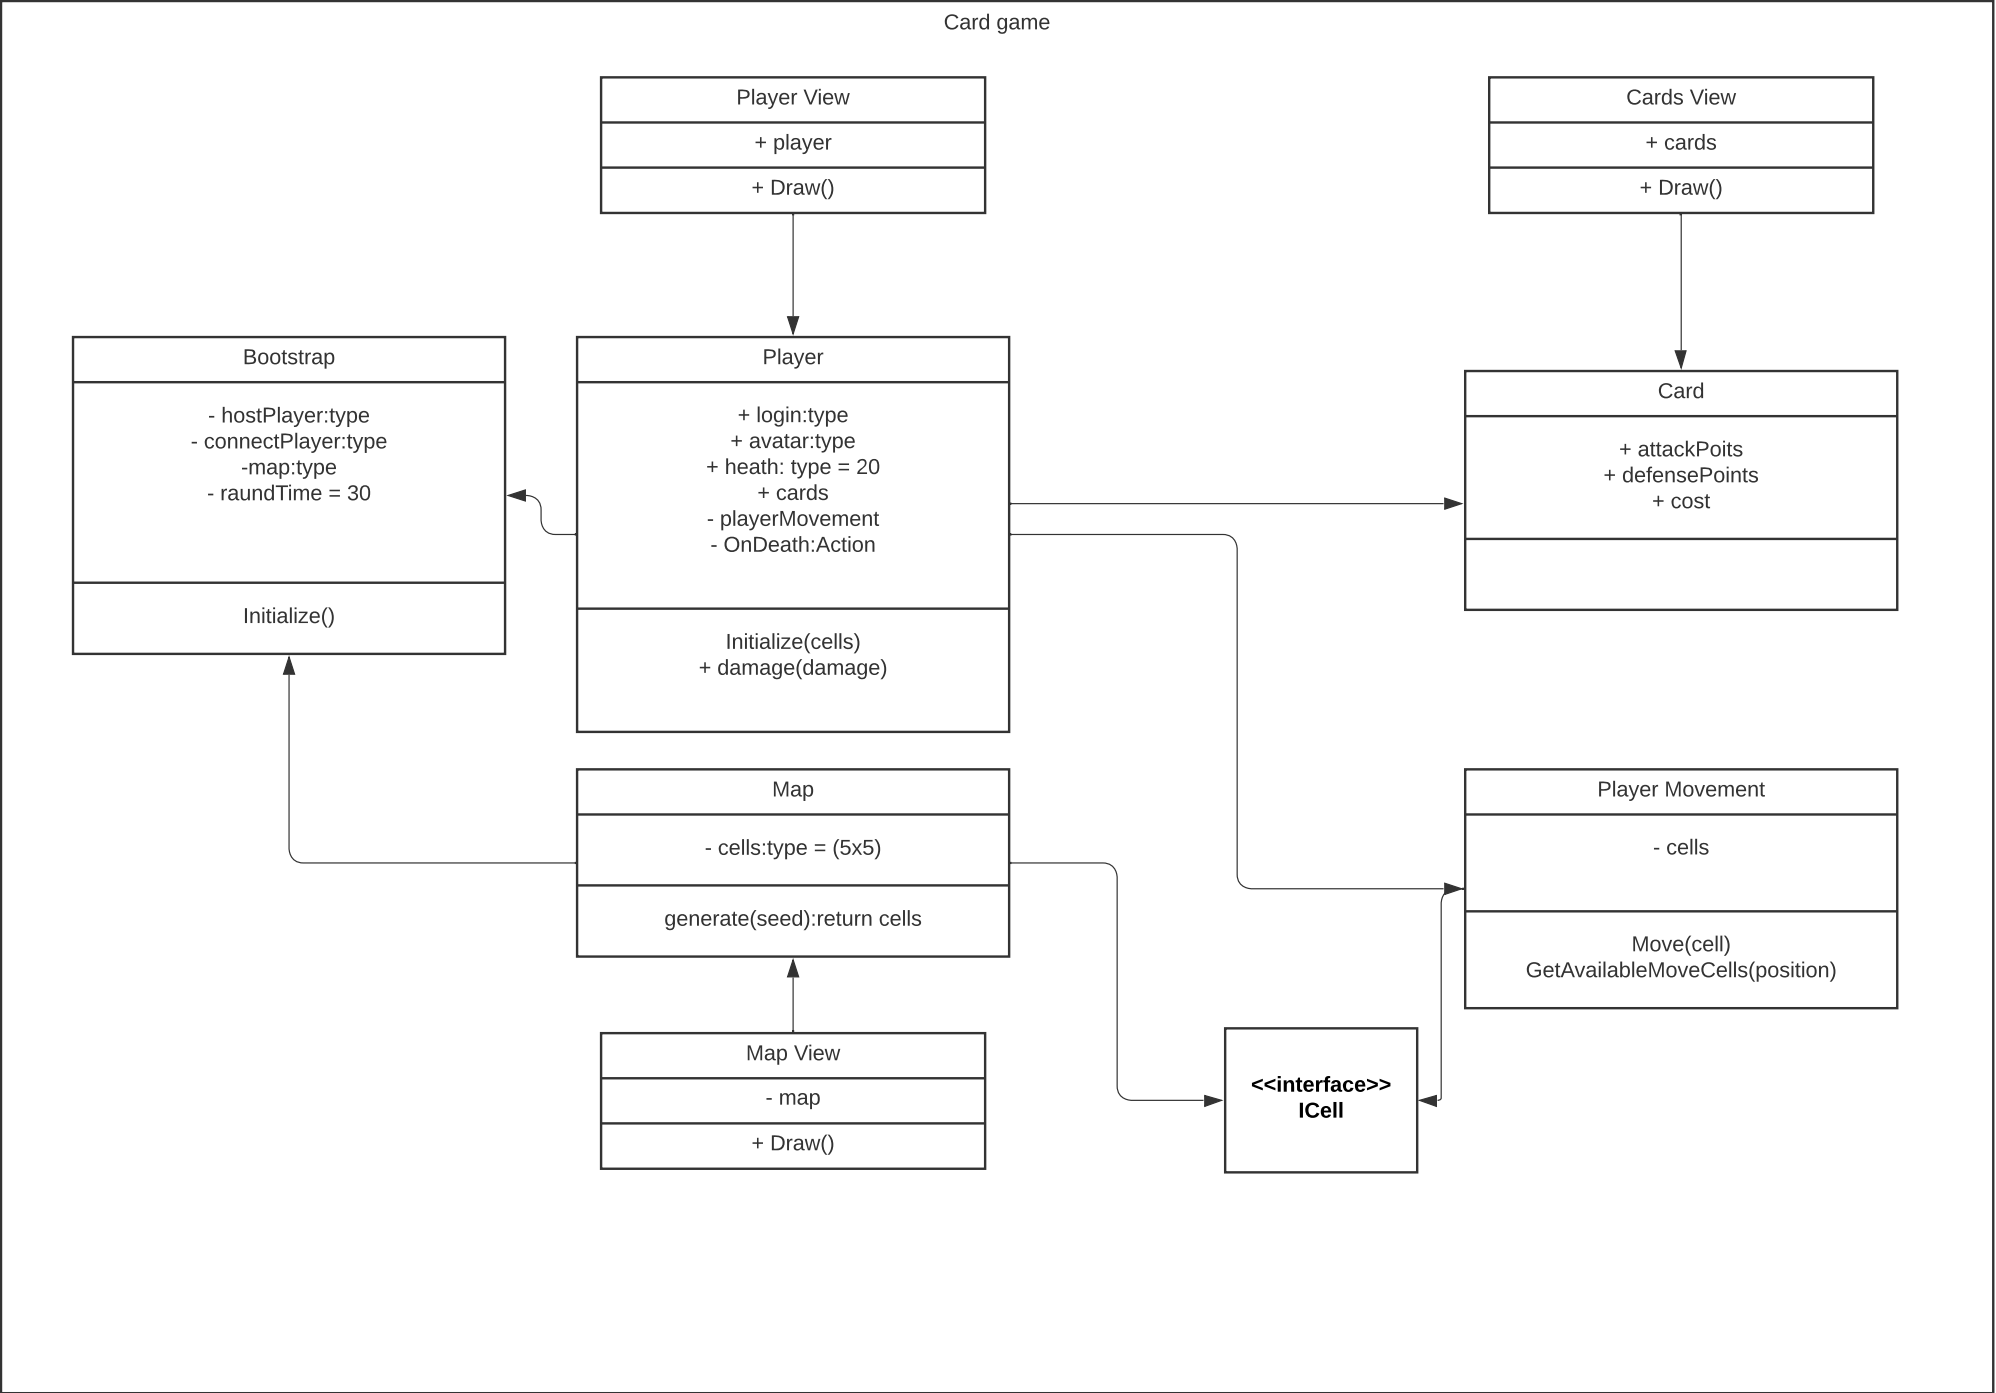 Card game
Player View
+ player
+ Draw()
Cards View
+ cards
+ Draw()
Bootstrap
- hostPlayer:type
- connectPlayer:type
-map:type
- raundTime = 30
Initialize()
Player
+ login:type
+ avatar:type
+ heath: type = 20
+ cards
- playerMovement
- OnDeath:Action
Initialize(cells)
+ damage(damage)
Card
+ attackPoits
+ defensePoints
+ cost
Map
- cells:type = (5x5)
generate(seed):return cells
Player Movement
- cells
Move(cell)
GetAvailableMoveCells(position)
Map View
- map
+ Draw()
<<interface>>
ICell